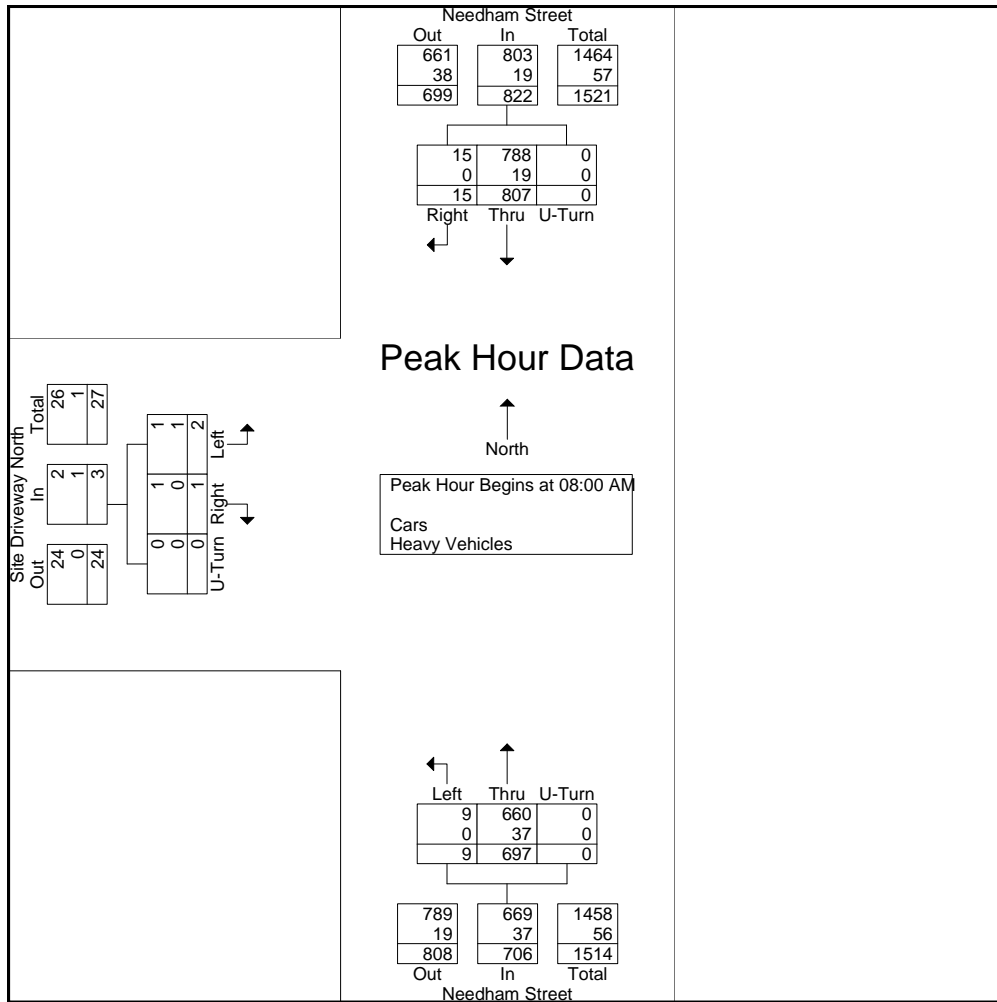 Needham Street
Out In Total
661 803 1464
38 19 57
699 822 1521
15 788 0
0 19 0
15 807 0
Right Thru U-Turn
Peak Hour Data
North
Peak Hour Begins at 08:00 AM
Cars
Heavy Vehicles
Site Driveway North
Out In Total
24 2 26
0 1 1
24 3 27
0 1 1
0 0 1
0 1 2
U-Turn Right Left
Left Thru U-Turn
9 660 0
0 37 0
9 697 0
789 669 1458
19 37 56
808 706 1514
Out In Total
Needham Street